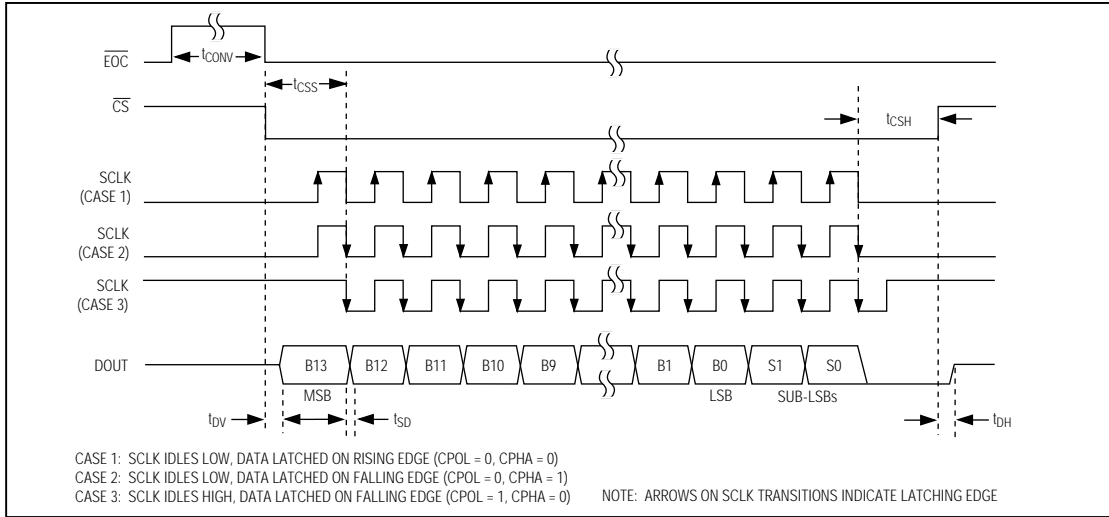 EOC
tCONV
tCSS
CS
tCSH
SCLK
(CASE 1)
SCLK
(CASE 2)
SCLK
(CASE 3)
DOUT
B13
B12
B11
B10
B9
B1
B0
S1
S0
MSB
LSB
SUB-LSBs
tDV
tSD
tDH
CASE 1: SCLK IDLES LOW, DATA LATCHED ON RISING EDGE (CPOL = 0, CPHA = 0)
CASE 2: SCLK IDLES LOW, DATA LATCHED ON FALLING EDGE (CPOL = 0, CPHA = 1)
CASE 3: SCLK IDLES HIGH, DATA LATCHED ON FALLING EDGE (CPOL = 1, CPHA = 0)
NOTE: ARROWS ON SCLK TRANSITIONS INDICATE LATCHING EDGE